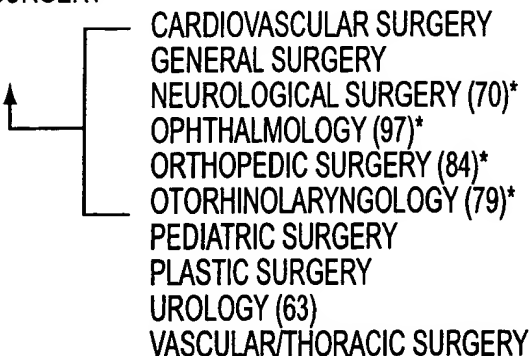 CARDIOVASCULAR SURGERY
GENERAL SURGERY
NEUROLOGICAL SURGERY (70)*
OPHTHALMOLOGY (97)*
ORTHOPEDIC SURGERY (84)*
OTORHINOLARYNGOLOGY (79)*
PEDIATRIC SURGERY
PLASTIC SURGERY
UROLOGY (63)
VASCULAR/THORACIC SURGERY